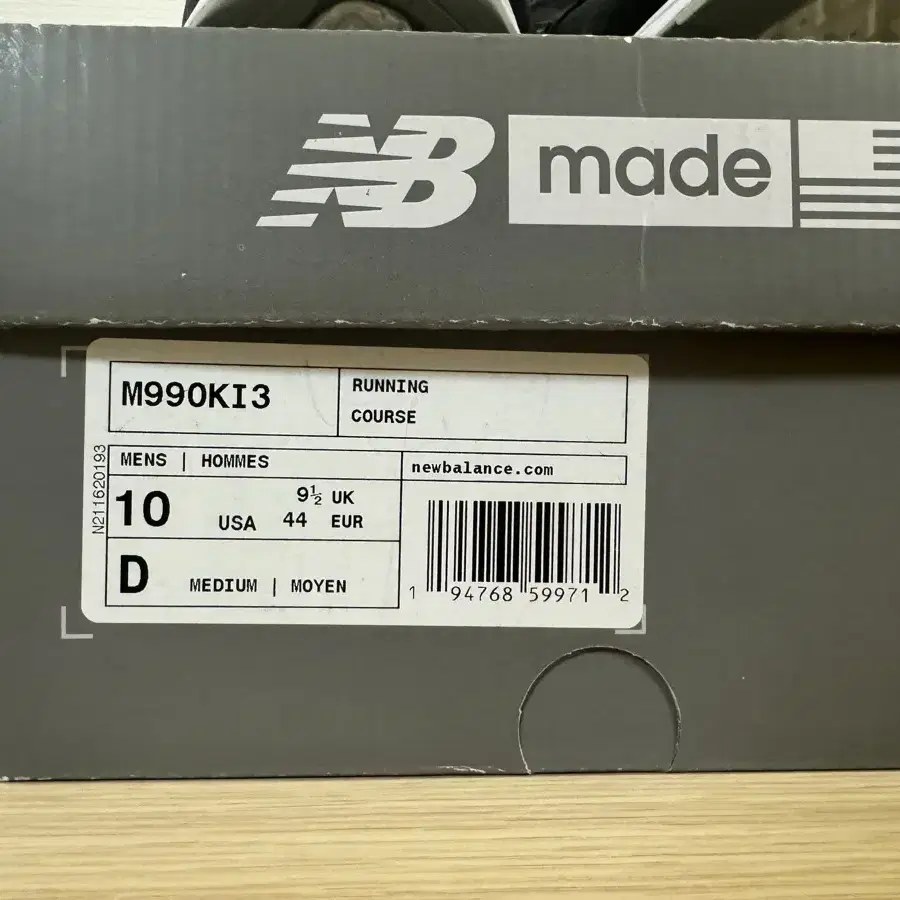 NB made
M990KI3
RUNNING
COURSE
N211620193
MENS | HOMMES
newbalance.com
10 USA 9½ UK
44 EUR
D MEDIUM | MOYEN
1 94768 59971 2